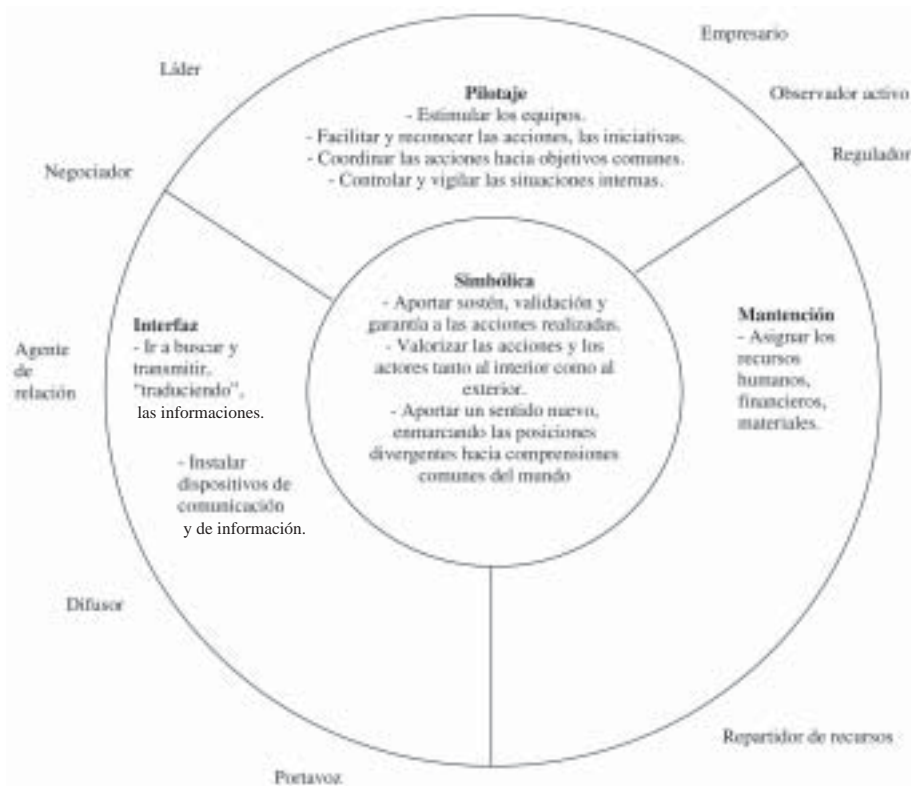 Empresario
Líder
Observador activo
Pilotaje
- Estimular los equipos.
- Facilitar y reconocer las acciones, las iniciativas.
- Coordinar las acciones hacia objetivos comunes.
- Controlar y vigilar las situaciones internas.
Regulador
Negociador
Simbólica
- Aportar sostén, validación y
garantía a las acciones realizadas.
- Valorizar las acciones y los
actores tanto al interior como al
exterior.
- Aportar un sentido nuevo,
enmarcando las posiciones
divergentes hacia comprensiones
comunes del mundo
Mantención
- Asignar los
recursos
humanos,
financieros,
materiales.
Interfaz
- Ir a buscar y
transmitir,
"traduciendo",
las informaciones.
- Instalar
dispositivos de
comunicación
y de información.
Agente
de
relación
Difusor
Repartidor de recursos
Portavoz